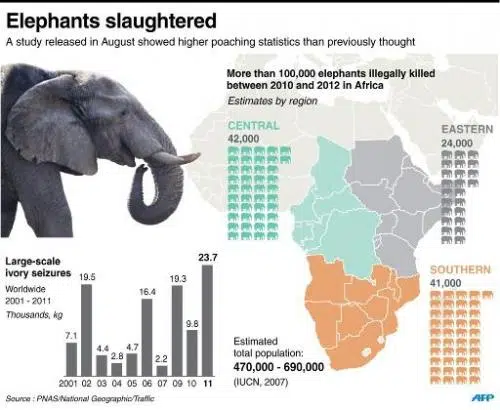 Elephants slaughtered
A study released in August showed higher poaching statistics than previously thought
More than 100,000 elephants illegally killed
between 2010 and 2012 in Africa
Estimates by region
CENTRAL
42,000
EASTERN
24,000
SOUTHERN
41,000
Large-scale
ivory seizures
Worldwide
2001 - 2011
Thousands, kg
7.1
19.5
4.4
2.8
4.7
16.4
2.2
19.3
9.8
23.7
2001 02 03 04 05 06 07 09 10 11
Estimated
total population:
470,000 - 690,000
(IUCN, 2007)
Source : PNAS/National Geographic/Traffic
AFP